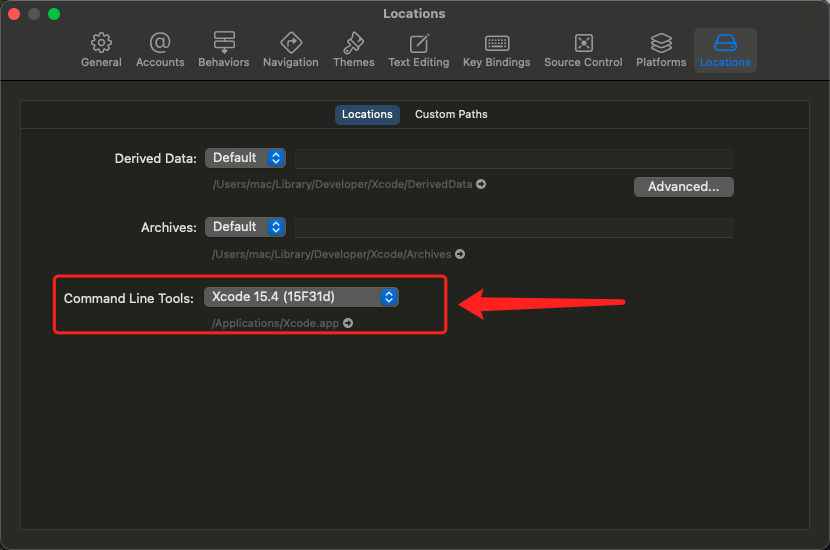 Locations
General Accounts Behaviors Navigation Themes Text Editing Key Bindings Source Control Platforms Locations
Locations Custom Paths
Derived Data: Default
/Users/mac/Library/Developer/Xcode/DerivedData
Advanced...
Archives: Default
/Users/mac/Library/Developer/Xcode/Archives
Command Line Tools: Xcode 15.4 (15F31d)
/Applications/Xcode.app